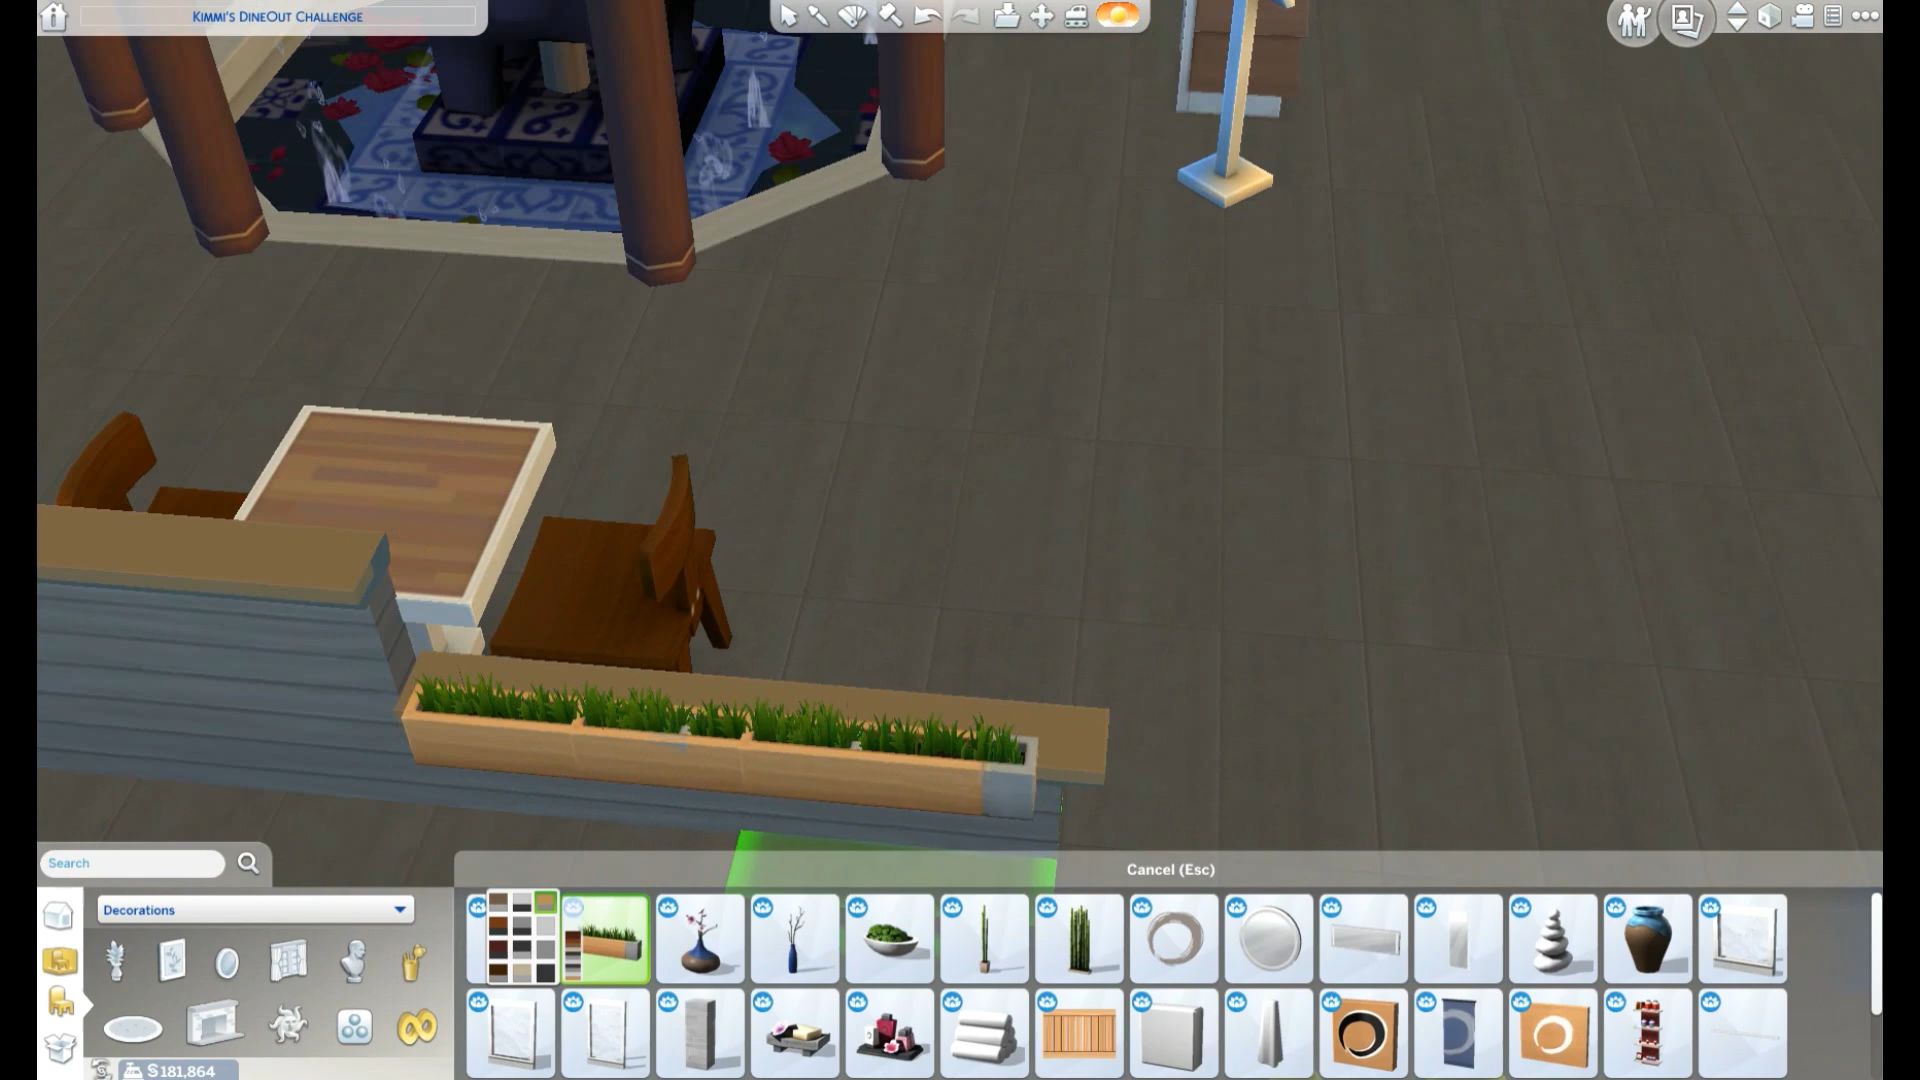 KIMMI'S DINEOUT CHALLENGE
Search
Cancel (Esc)
Decorations
§181,864